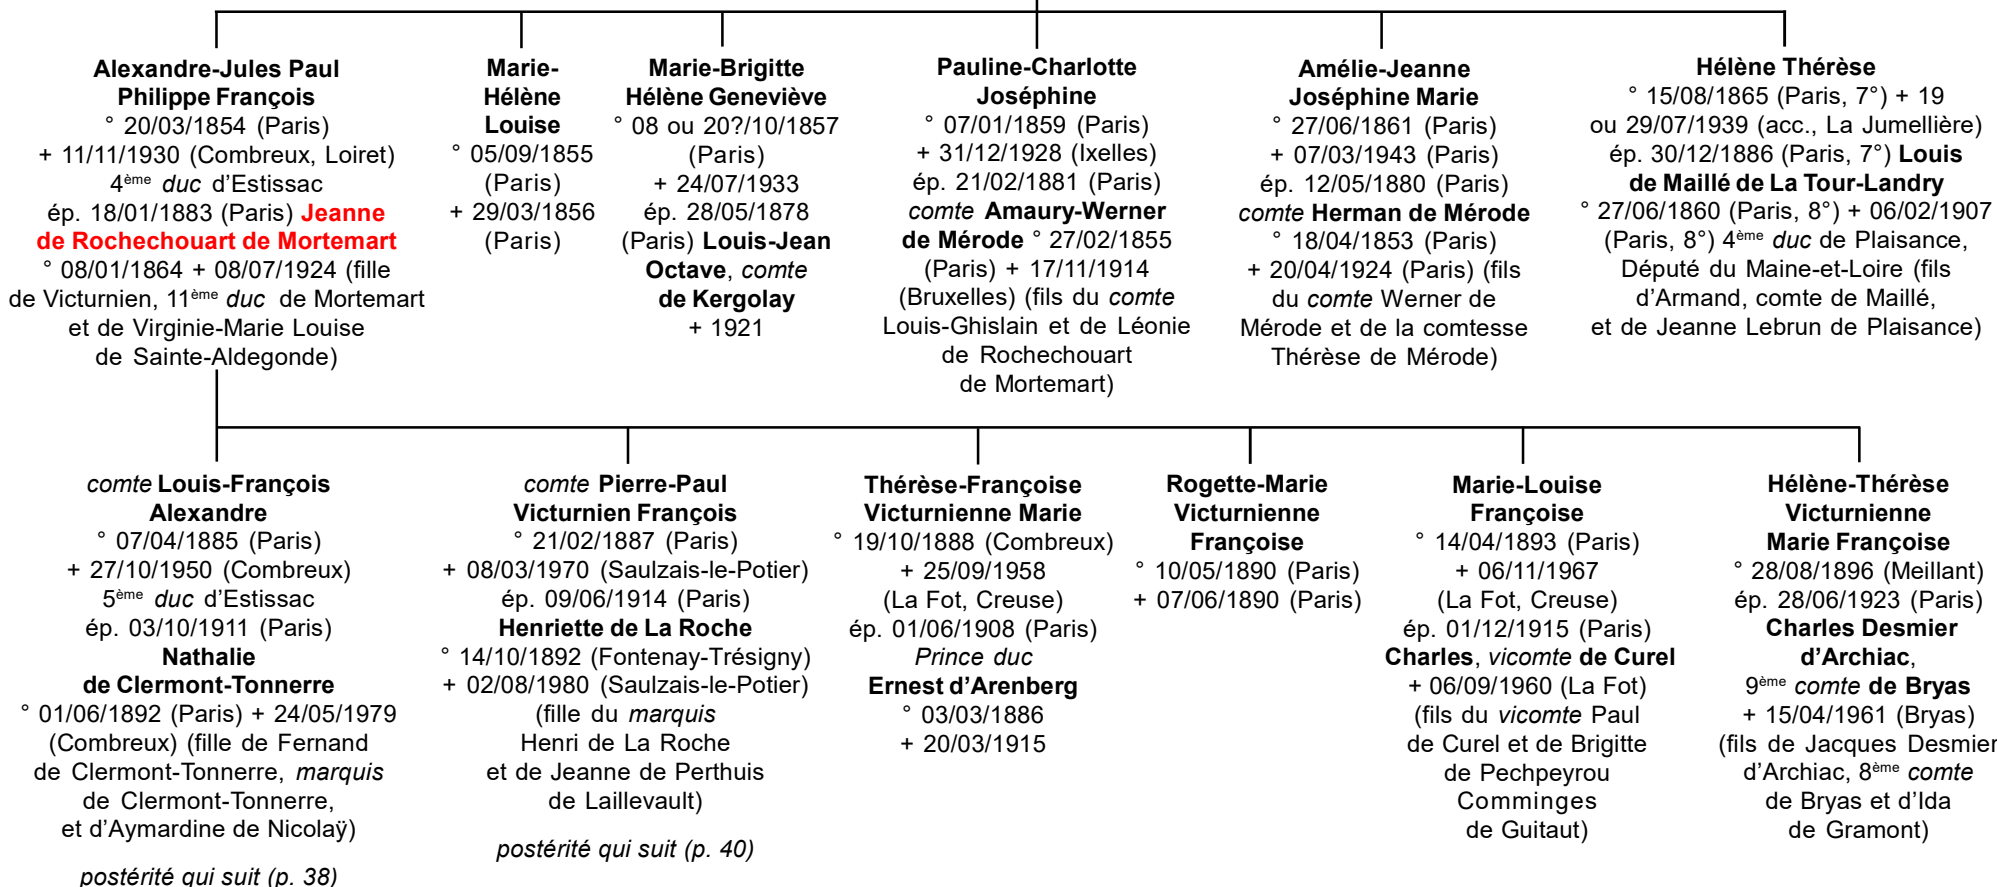 Alexandre-Jules Paul
Philippe François
° 20/03/1854 (Paris)
+ 11/11/1930 (Combreux, Loiret)
4ème duc d'Estissac
ép. 18/01/1883 (Paris) Jeanne
de Rochechouart de Mortemart
° 08/01/1864 + 08/07/1924 (fille
de Victurnien, 11ème duc de Mortemart
et de Virginie-Marie Louise
de Sainte-Aldegonde)
Marie-
Hélène
Louise
° 05/09/1855
(Paris)
+ 29/03/1856
(Paris)
Marie-Brigitte
Hélène Geneviève
° 08 ou 20?/10/1857
(Paris)
+ 24/07/1933
ép. 28/05/1878
(Paris) Louis-Jean
Octave, comte
de Kergolay
+ 1921
Pauline-Charlotte
Joséphine
° 07/01/1859 (Paris)
+ 31/12/1928 (Ixelles)
ép. 21/02/1881 (Paris)
comte Amaury-Werner
de Mérode ° 27/02/1855
(Paris) + 17/11/1914
(Bruxelles) (fils du comte
Louis-Ghislain et de Léonie
de Rochechouart
de Mortemart)
Amélie-Jeanne
Joséphine Marie
° 27/06/1861 (Paris)
+ 07/03/1943 (Paris)
ép. 12/05/1880 (Paris)
comte Herman de Mérode
° 18/04/1853 (Paris)
+ 20/04/1924 (Paris) (fils
du comte Werner de
Mérode et de la comtesse
Thérèse de Mérode)
Hélène Thérèse
° 15/08/1865 (Paris, 7°) + 19
ou 29/07/1939 (acc., La Jumellière)
ép. 30/12/1886 (Paris, 7°) Louis
de Maillé de La Tour-Landry
° 27/06/1860 (Paris, 8°) + 06/02/1907
(Paris, 8°) 4ème duc de Plaisance,
Député du Maine-et-Loire (fils
d'Armand, comte de Maillé,
et de Jeanne Lebrun de Plaisance)
comte Louis-François
Alexandre
° 07/04/1885 (Paris)
+ 27/10/1950 (Combreux)
5ème duc d'Estissac
ép. 03/10/1911 (Paris)
Nathalie
de Clermont-Tonnerre
° 01/06/1892 (Paris) + 24/05/1979
(Combreux) (fille de Fernand
de Clermont-Tonnerre, marquis
de Clermont-Tonnerre,
et d'Aymardine de Nicolaÿ)
postérité qui suit (p. 38)
comte Pierre-Paul
Victurnien François
° 21/02/1887 (Paris)
+ 08/03/1970 (Saulzais-le-Potier)
ép. 09/06/1914 (Paris)
Henriette de La Roche
° 14/10/1892 (Fontenay-Trésigny)
+ 02/08/1980 (Saulzais-le-Potier)
(fille du marquis
Henri de La Roche
et de Jeanne de Perthuis
de Laillevault)
postérité qui suit (p. 40)
Thérèse-Françoise
Victurnienne Marie
° 19/10/1888 (Combreux)
+ 25/09/1958
(La Fot, Creuse)
ép. 01/06/1908 (Paris)
Prince duc
Ernest d'Arenberg
° 03/03/1886
+ 20/03/1915
Rogette-Marie
Victurnienne
Françoise
° 10/05/1890 (Paris)
+ 07/06/1890 (Paris)
Marie-Louise
Françoise
° 14/04/1893 (Paris)
+ 06/11/1967
(La Fot, Creuse)
ép. 01/12/1915 (Paris)
Charles, vicomte de Curel
+ 06/09/1960 (La Fot)
(fils du vicomte Paul
de Curel et de Brigitte
de Pechpeyrou
Comminges
de Guitaut)
Hélène-Thérèse
Victurnienne
Marie Françoise
° 28/08/1896 (Meillant)
ép. 28/06/1923 (Paris)
Charles Desmier
d'Archiac,
9ème comte de Bryas
+ 15/04/1961 (Bryas)
(fils de Jacques Desmier
d'Archiac, 8ème comte
de Bryas et d'Ida
de Gramont)